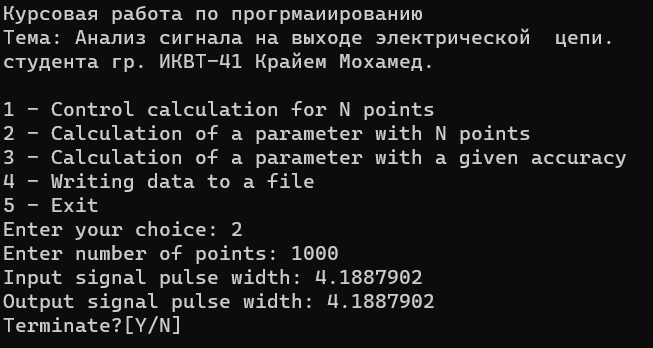 Курсовая работа по прогрмаиированию
Тема: Анализ сигнала на выходе электрической  цепи.
студента гр. ИКВТ-41 Крайем Мохамед.

1 - Control calculation for N points
2 - Calculation of a parameter with N points
3 - Calculation of a parameter with a given accuracy
4 - Writing data to a file
5 - Exit
Enter your choice: 2
Enter number of points: 1000
Input signal pulse width: 4.1887902
Output signal pulse width: 4.1887902
Terminate?[Y/N]